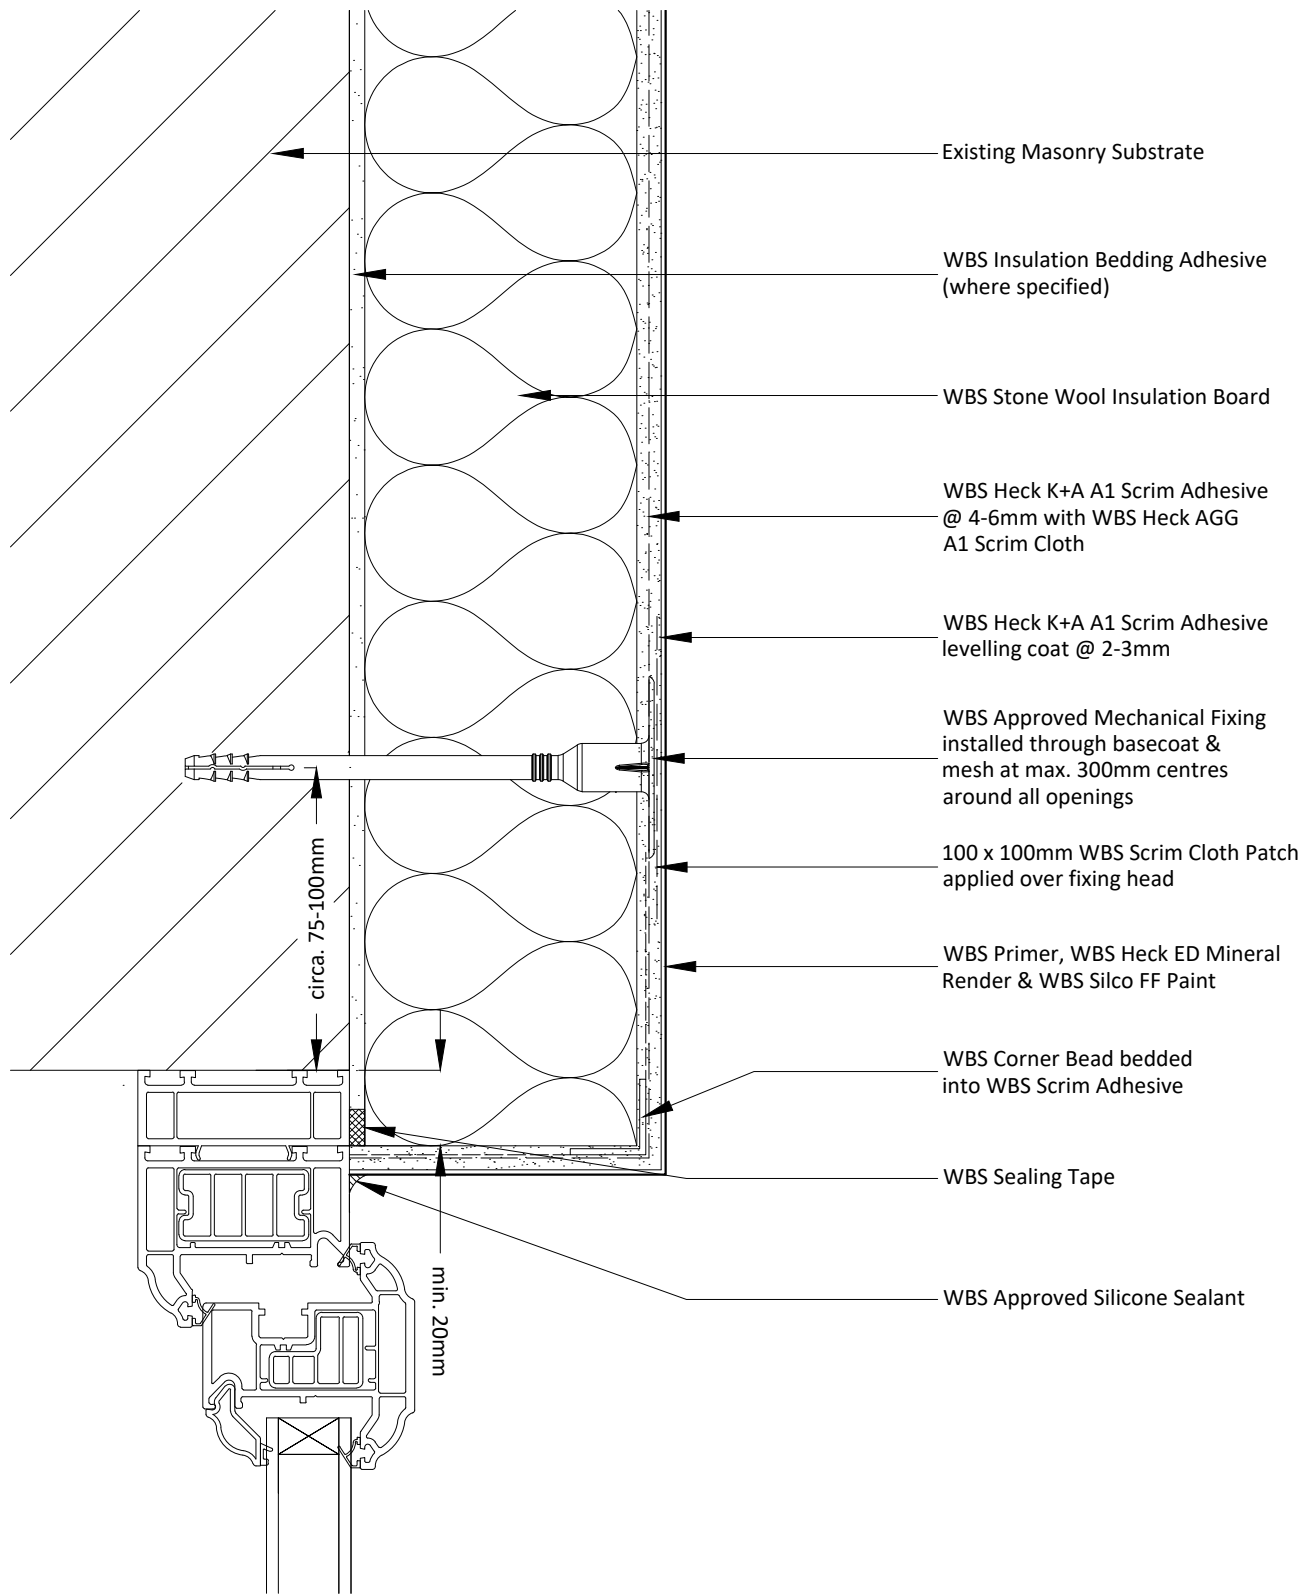 Existing Masonry Substrate
WBS Insulation Bedding Adhesive
(where specified)
WBS Stone Wool Insulation Board
WBS Heck K+A A1 Scrim Adhesive
@ 4-6mm with WBS Heck AGG
A1 Scrim Cloth
WBS Heck K+A A1 Scrim Adhesive
levelling coat @ 2-3mm
WBS Approved Mechanical Fixing
installed through basecoat &
mesh at max. 300mm centres
around all openings
100 x 100mm WBS Scrim Cloth Patch
applied over fixing head
circa. 75-100mm
WBS Primer, WBS Heck ED Mineral
Render & WBS Silco FF Paint
WBS Corner Bead bedded
into WBS Scrim Adhesive
WBS Sealing Tape
min. 20mm
WBS Approved Silicone Sealant